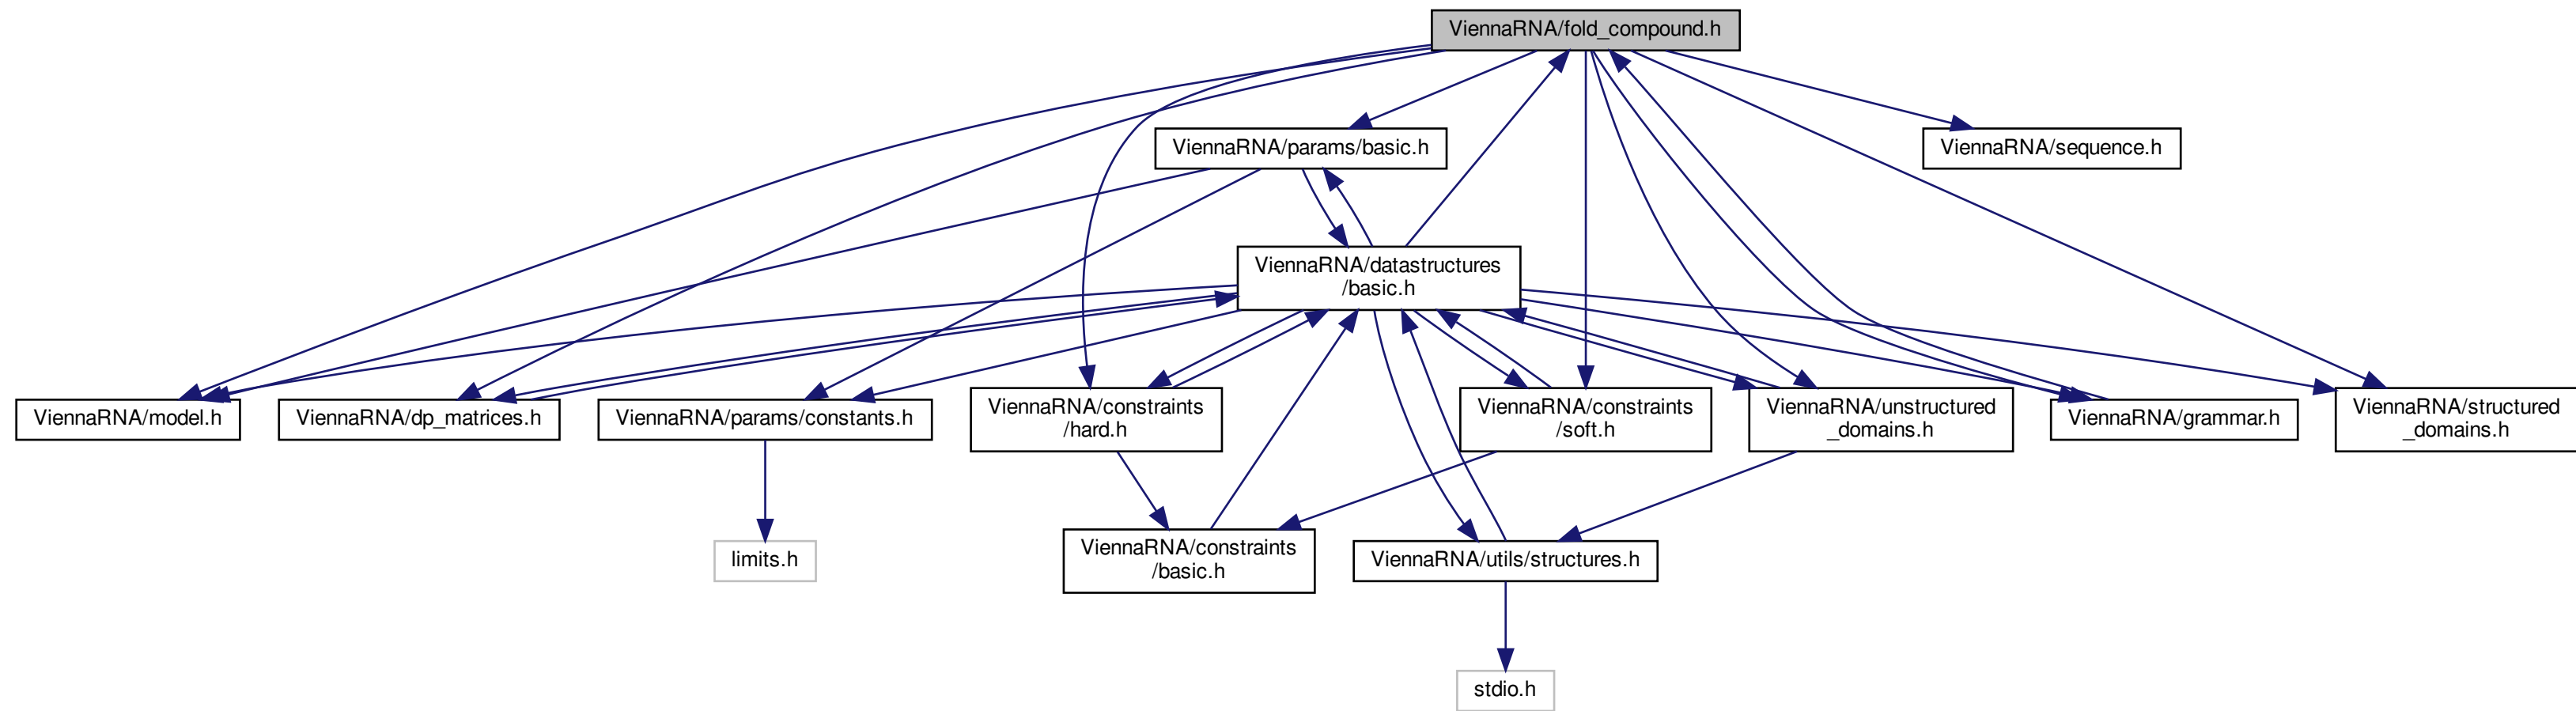 ViennaRNA/fold_compound.h
ViennaRNA/params/basic.h
ViennaRNA/sequence.h
ViennaRNA/datastructures
/basic.h
ViennaRNA/model.h
ViennaRNA/dp_matrices.h
ViennaRNA/params/constants.h
ViennaRNA/constraints
/hard.h
ViennaRNA/constraints
/soft.h
ViennaRNA/unstructured
_domains.h
ViennaRNA/grammar.h
ViennaRNA/structured
_domains.h
limits.h
ViennaRNA/constraints
/basic.h
ViennaRNA/utils/structures.h
stdio.h